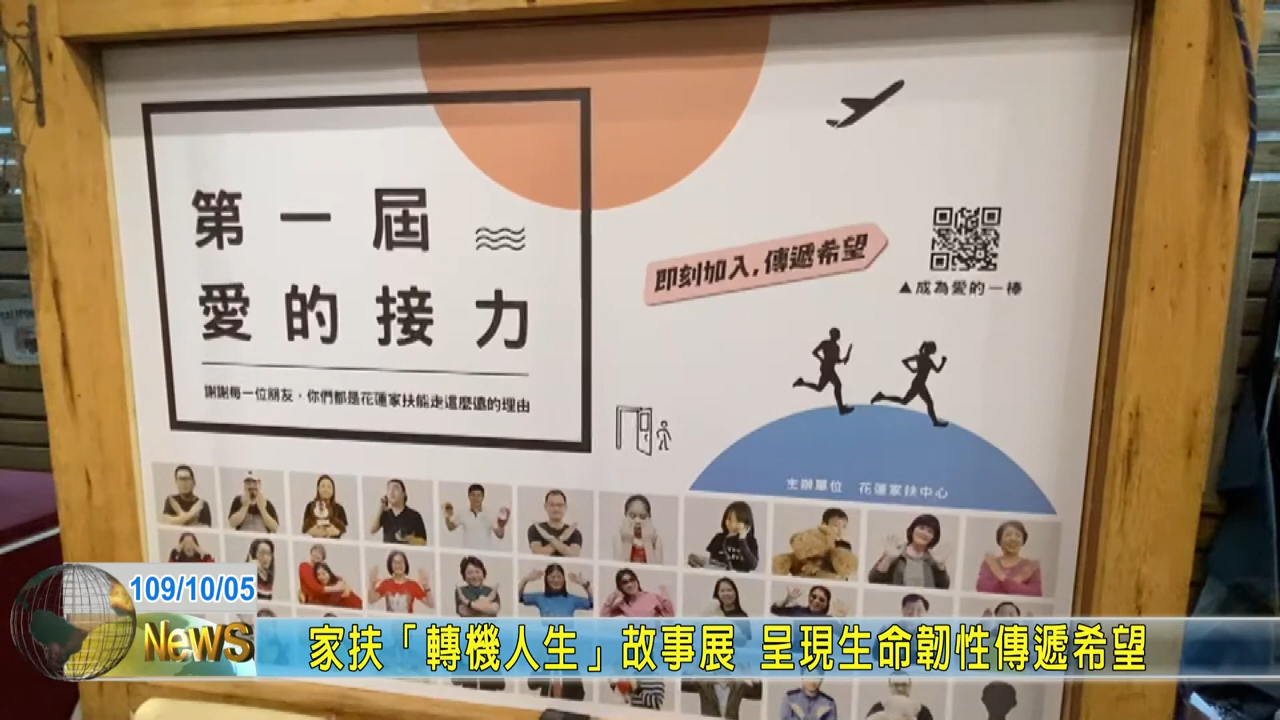 第一屆
愛的接力
謝謝每一位朋友，你們都是花蓮家扶能走這麼遠的理由
即刻加入，傳遞希望
▲成為愛的一棒
主辦單位 花蓮家扶中心
109/10/05
NewS
家扶「轉機人生」故事展 呈現生命韌性傳遞希望